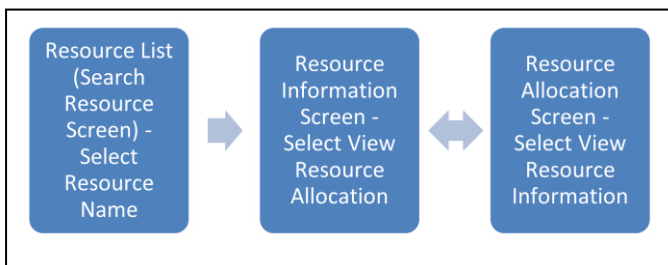 Resource List
(Search
Resource
Screen) -
Select
Resource
Name
Resource
Information
Screen -
Select View
Resource
Allocation
Resource
Allocation
Screen -
Select View
Resource
Information